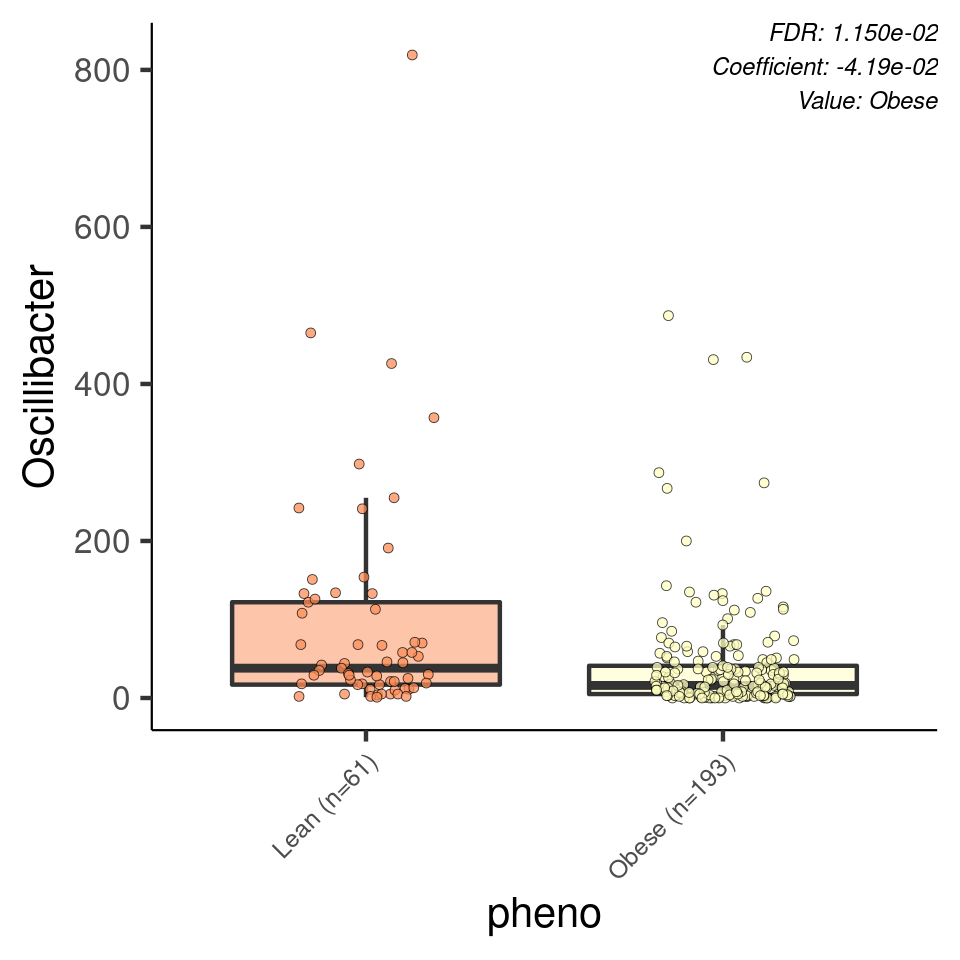 FDR: 1.150e-02
Coefficient: -4.19e-02
Value: Obese
800
600
400
200
0
Oscillibacter
Lean (n=61)
Obese (n=193)
pheno